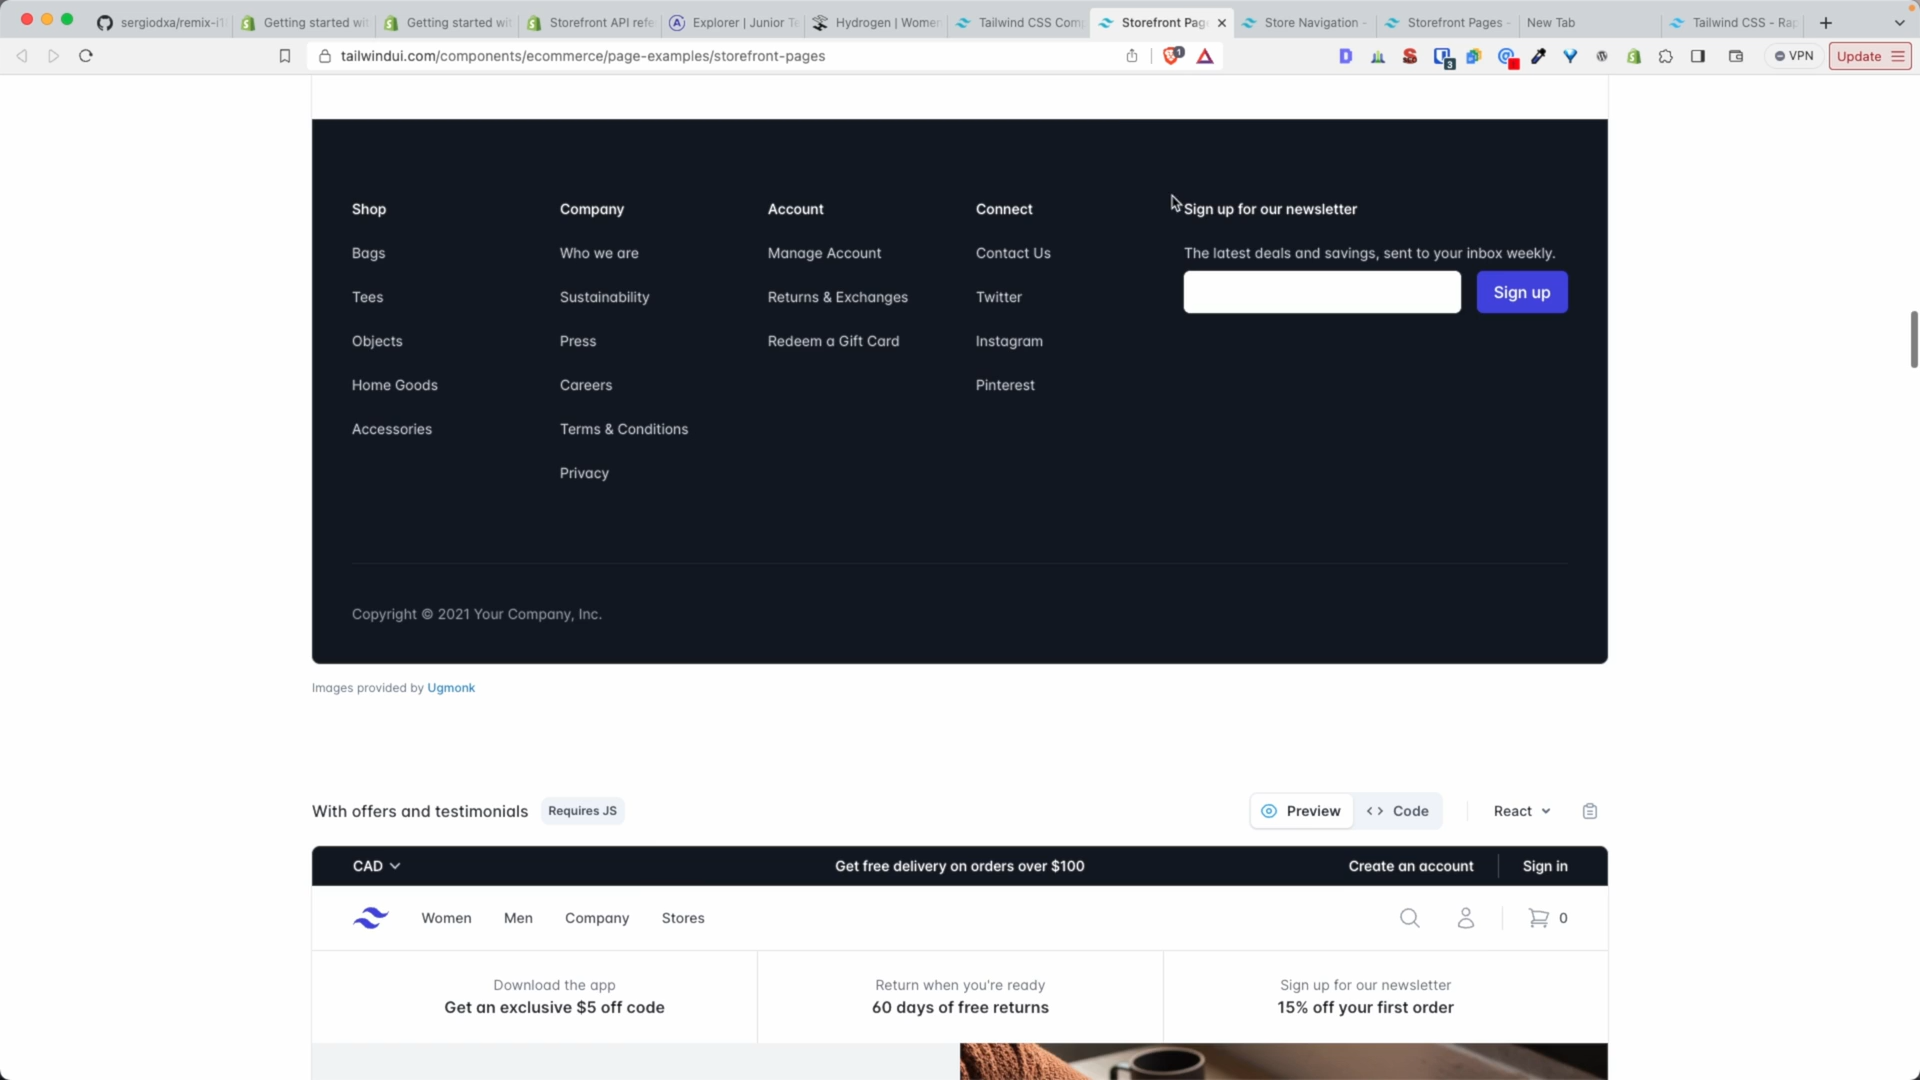 sergiodxa/remix-i1
Getting started wi
Getting started wi
Storefront API refe
Explorer | Junior Te
Hydrogen | Women
Tailwind CSS Com
Storefront Pag
Store Navigation -
Storefront Pages -
New Tab
Tailwind CSS - Rap
tailwindui.com/components/ecommerce/page-examples/storefront-pages
1
3
VPN
Update
Shop
Company
Account
Connect
Sign up for our newsletter
Bags
Who we are
Manage Account
Contact Us
The latest deals and savings, sent to your inbox weekly.
Tees
Sustainability
Returns & Exchanges
Twitter
Sign up
Objects
Press
Redeem a Gift Card
Instagram
Home Goods
Careers
Pinterest
Accessories
Terms & Conditions
Privacy
Copyright © 2021 Your Company, Inc.
Images provided by Ugmonk
With offers and testimonials
Requires JS
Preview
Code
React
CAD
Get free delivery on orders over $100
Create an account
Sign in
Women
Men
Company
Stores
0
Download the app
Get an exclusive $5 off code
Return when you're ready
60 days of free returns
Sign up for our newsletter
15% off your first order